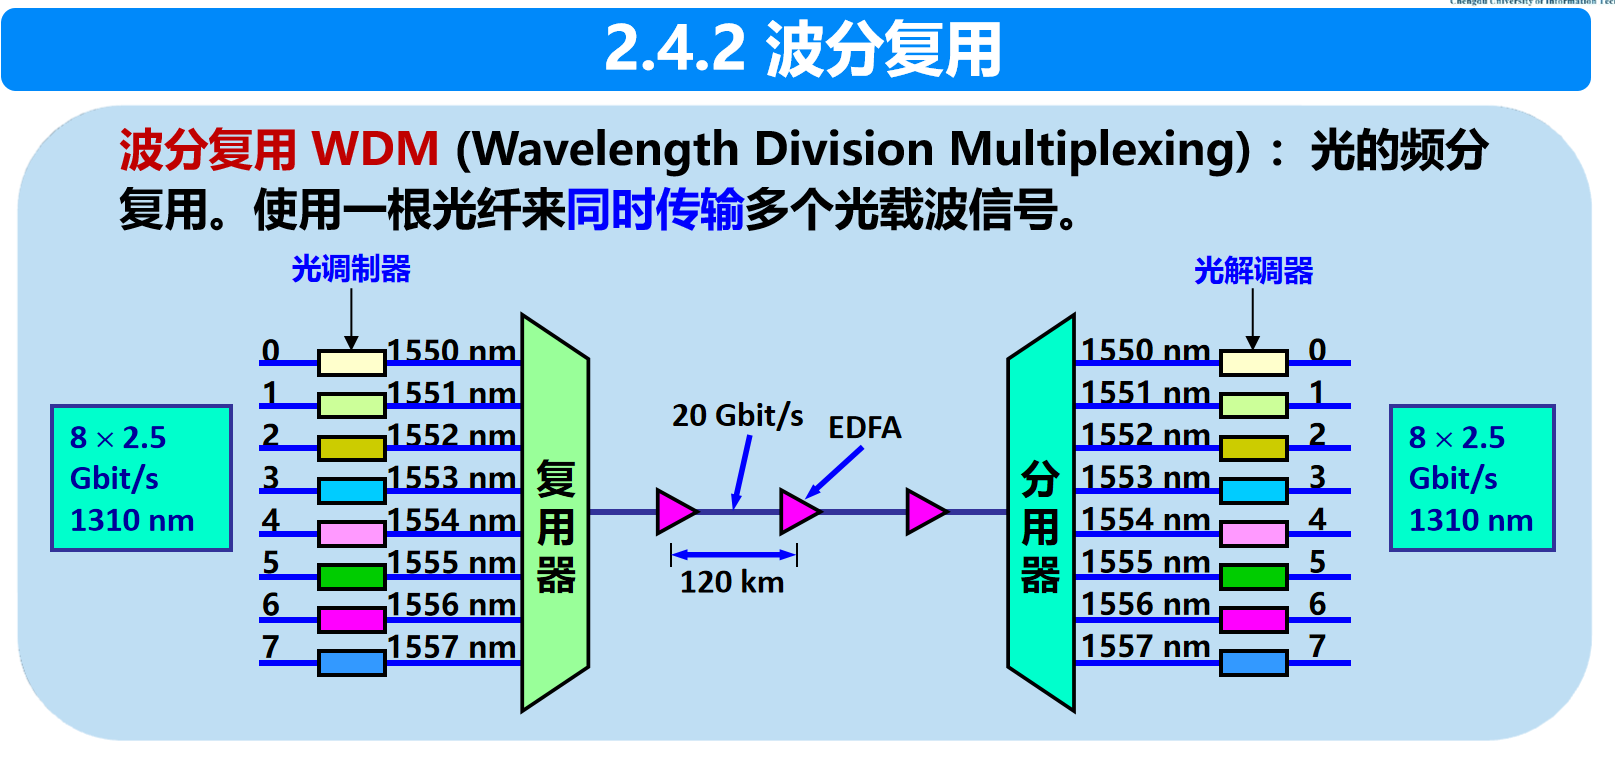 Chengdu University of Information Tec
2.4.2 波分复用
波分复用 WDM (Wavelength Division Multiplexing) ：光的频分
复用。使用一根光纤来同时传输多个光载波信号。
光调制器
光解调器
0 1550 nm
1 1551 nm
2 1552 nm
3 1553 nm
4 1554 nm
5 1555 nm
6 1556 nm
7 1557 nm
8 × 2.5
Gbit/s
1310 nm
复用器
20 Gbit/s
EDFA
120 km
分用器
1550 nm 0
1551 nm 1
1552 nm 2
1553 nm 3
1554 nm 4
1555 nm 5
1556 nm 6
1557 nm 7
8 × 2.5
Gbit/s
1310 nm